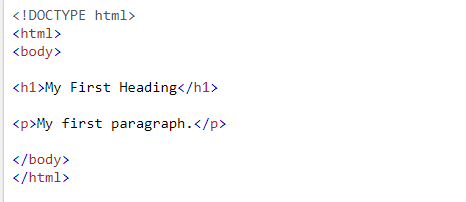 <!DOCTYPE html>
<html>
<body>
<h1>My First Heading</h1>
<p>My first paragraph.</p>
</body>
</html>